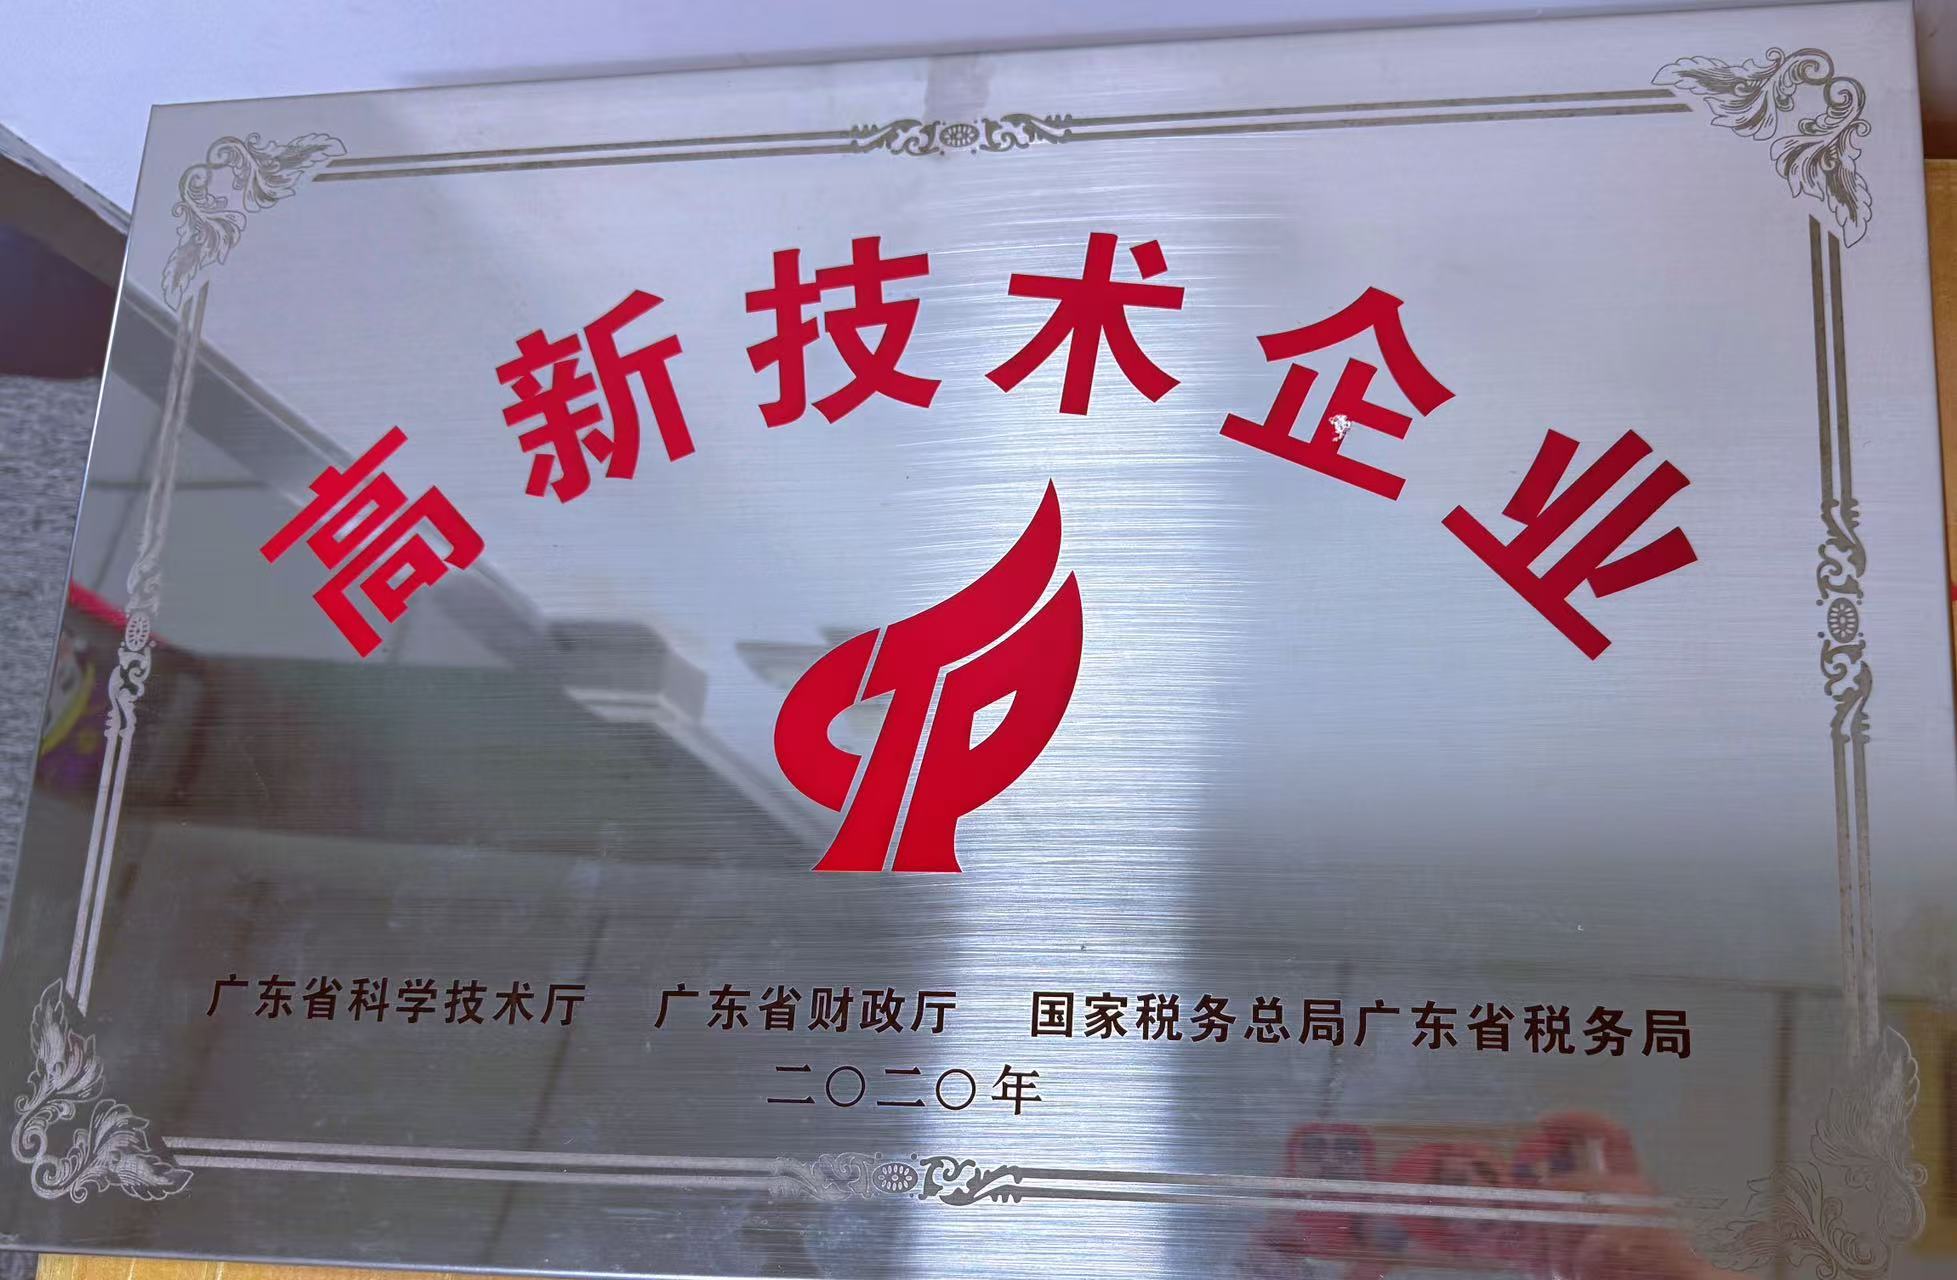 高新技术企业
广东省科学技术厅 广东省财政厅 国家税务总局广东省税务局
二〇二〇年